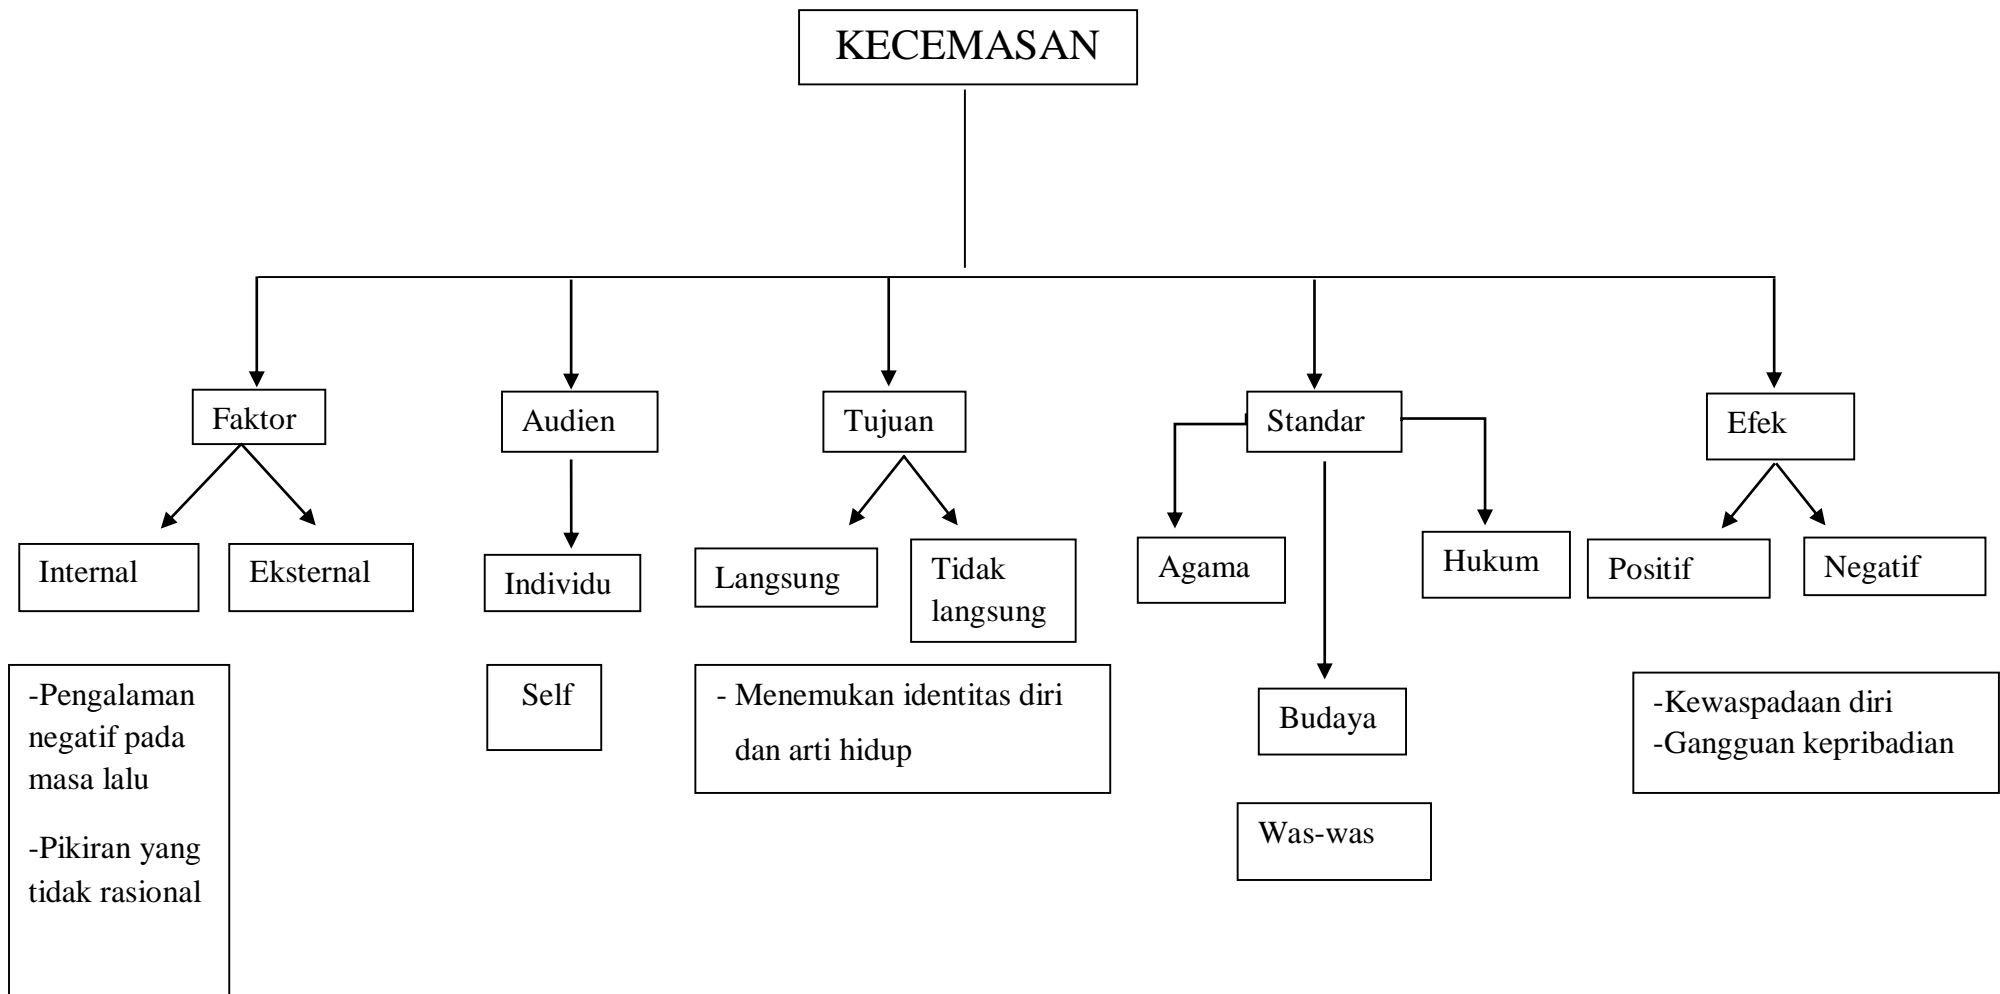 KECEMASAN
Faktor
Audien
Tujuan
Standar
Efek
Internal
Eksternal
Individu
Langsung
Tidak
langsung
Agama
Hukum
Positif
Negatif
-Pengalaman
negatif pada
masa lalu
-Pikiran yang
tidak rasional
Self
- Menemukan identitas diri
dan arti hidup
Budaya
Was-was
-Kewaspadaan diri
-Gangguan kepribadian